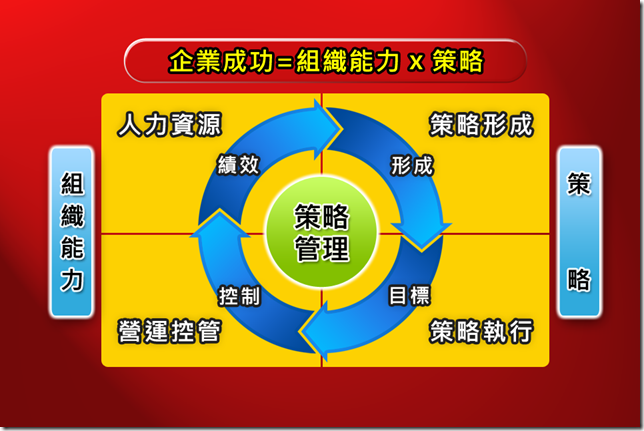 企業成功=組織能力 x 策略
人力資源
策略形成
績效
形成
組織能力
策略
策略
管理
控制
目標
營運控管
策略執行